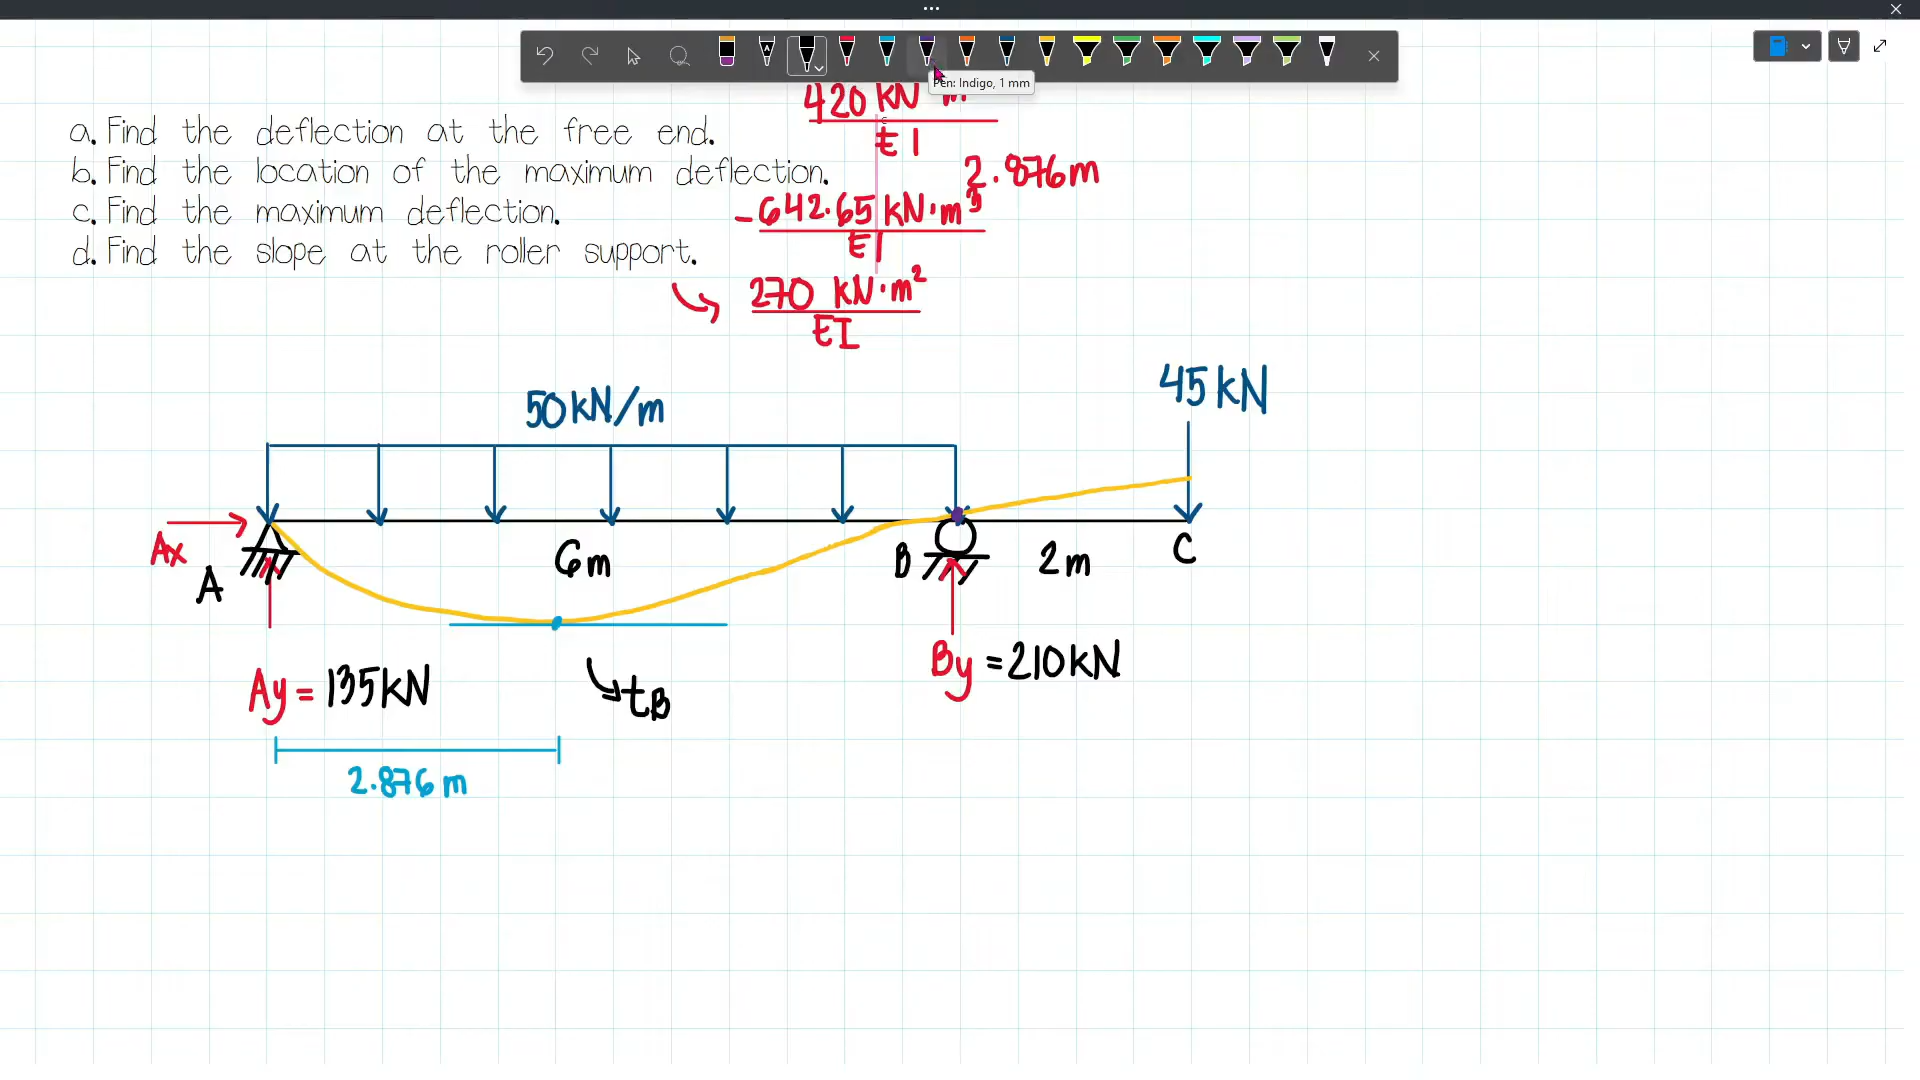 Pen: Indigo, 1 mm
420 kN m
EI
a. Find the deflection at the free end.
b. Find the location of the maximum deflection.
2.876m
c. Find the maximum deflection.
-642.65 kN·m³
EI
d. Find the slope at the roller support.
270 kN·m²
EI
45kN
50kN/m
Ax
A
6m
B
2m
C
Ay = 135kN
tB
By = 210kN
2.876 m